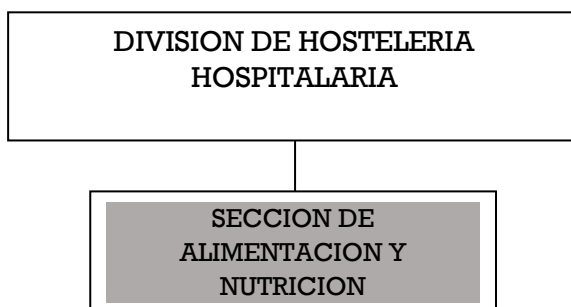 DIVISION DE HOSTELERIA
HOSPITALARIA
SECCION DE
ALIMENTACION Y
NUTRICION